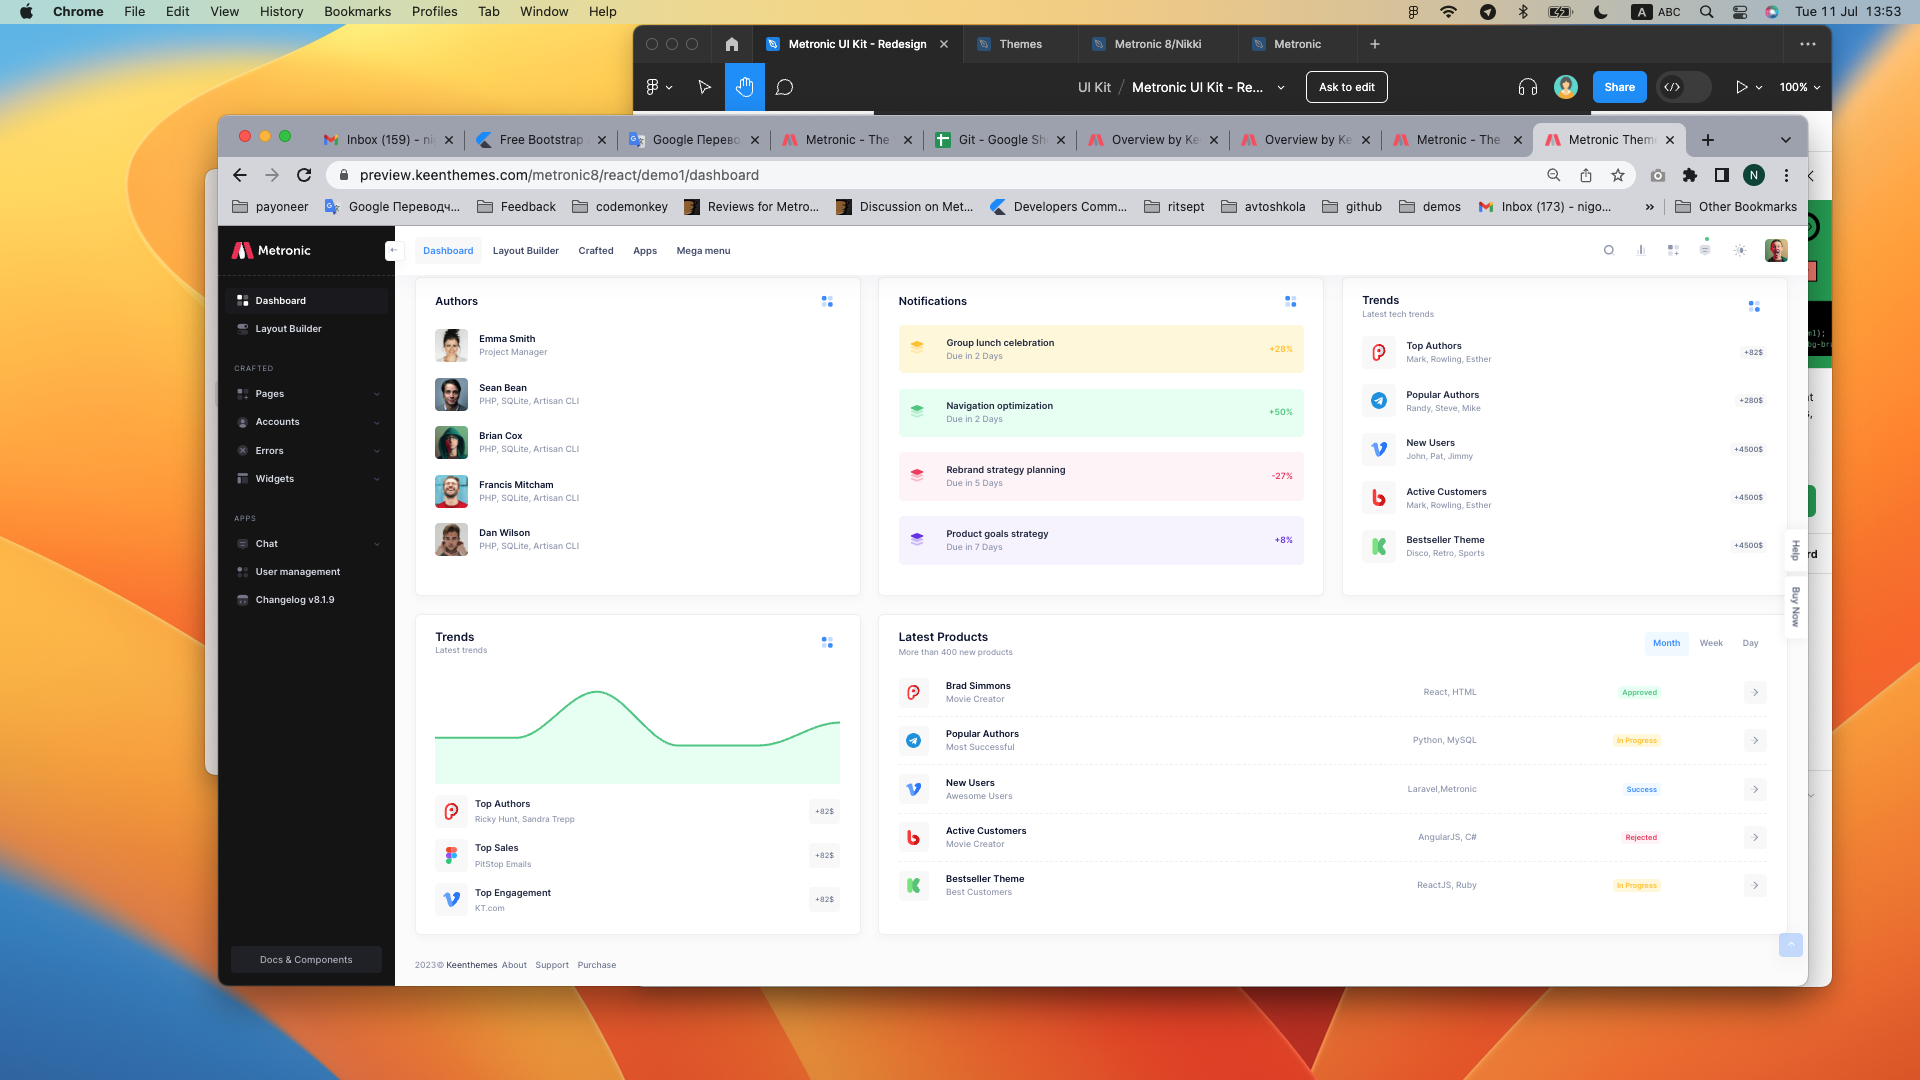 Chrome File Edit View History Bookmarks Profiles Tab Window Help
A ABC Tue 11 Jul 13:53
Metronic UI Kit - Redesign Themes Metronic 8/Nikki Metronic
UI Kit / Metronic UI Kit - Re... Ask to edit Share 100%
Inbox (159) - ni Free Bootstrap Google Перево Metronic - The Git - Google Sh Overview by Ke Overview by Ke Metronic - The Metronic Them
preview.keenthemes.com/metronic8/react/demo1/dashboard N
payoneer Google Переводч... Feedback codemonkey Reviews for Metro... Discussion on Met... Developers Comm... ritsept avtoshkola github demos Inbox (173) - nigo... » Other Bookmarks
Metronic
Dashboard Layout Builder Crafted Apps Mega menu
Dashboard
Layout Builder
CRAFTED
Pages
Accounts
Errors
Widgets
APPS
Chat
User management
Changelog v8.1.9
Docs & Components
Authors
Emma Smith
Project Manager
Sean Bean
PHP, SQLite, Artisan CLI
Brian Cox
PHP, SQLite, Artisan CLI
Francis Mitcham
PHP, SQLite, Artisan CLI
Dan Wilson
PHP, SQLite, Artisan CLI
Notifications
Group lunch celebration
Due in 2 Days
+28%
Navigation optimization
Due in 2 Days
+50%
Rebrand strategy planning
Due in 5 Days
-27%
Product goals strategy
Due in 7 Days
+8%
Trends
Latest tech trends
Top Authors
Mark, Rowling, Esther
+82$
Popular Authors
Randy, Steve, Mike
+280$
New Users
John, Pat, Jimmy
+4500$
Active Customers
Mark, Rowling, Esther
+4500$
Bestseller Theme
Disco, Retro, Sports
+4500$
Help
Buy Now
Trends
Latest trends
Top Authors
Ricky Hunt, Sandra Trepp
+82$
Top Sales
PitStop Emails
+82$
Top Engagement
KT.com
+82$
Latest Products
More than 400 new products
Month Week Day
Brad Simmons
Movie Creator
React, HTML
Approved
Popular Authors
Most Successful
Python, MySQL
In Progress
New Users
Awesome Users
Laravel,Metronic
Success
Active Customers
Movie Creator
AngularJS, C#
Rejected
Bestseller Theme
Best Customers
ReactJS, Ruby
In Progress
2023© Keenthemes About Support Purchase